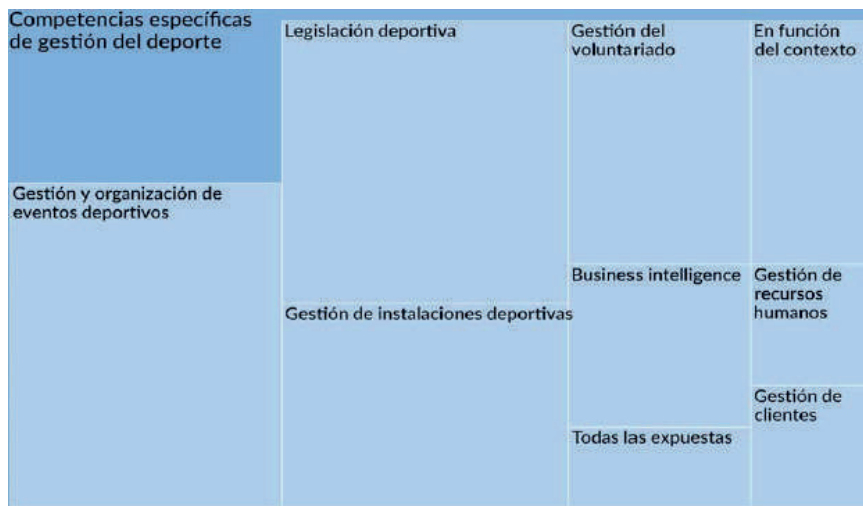 Competencias específicas
de gestión del deporte
Gestión y organización de
eventos deportivos
Legislación deportiva
Gestión de instalaciones deportivas
Gestión del
voluntariado
Business intelligence
Todas las expuestas
En función
del contexto
Gestión de
recursos
humanos
Gestión de
clientes